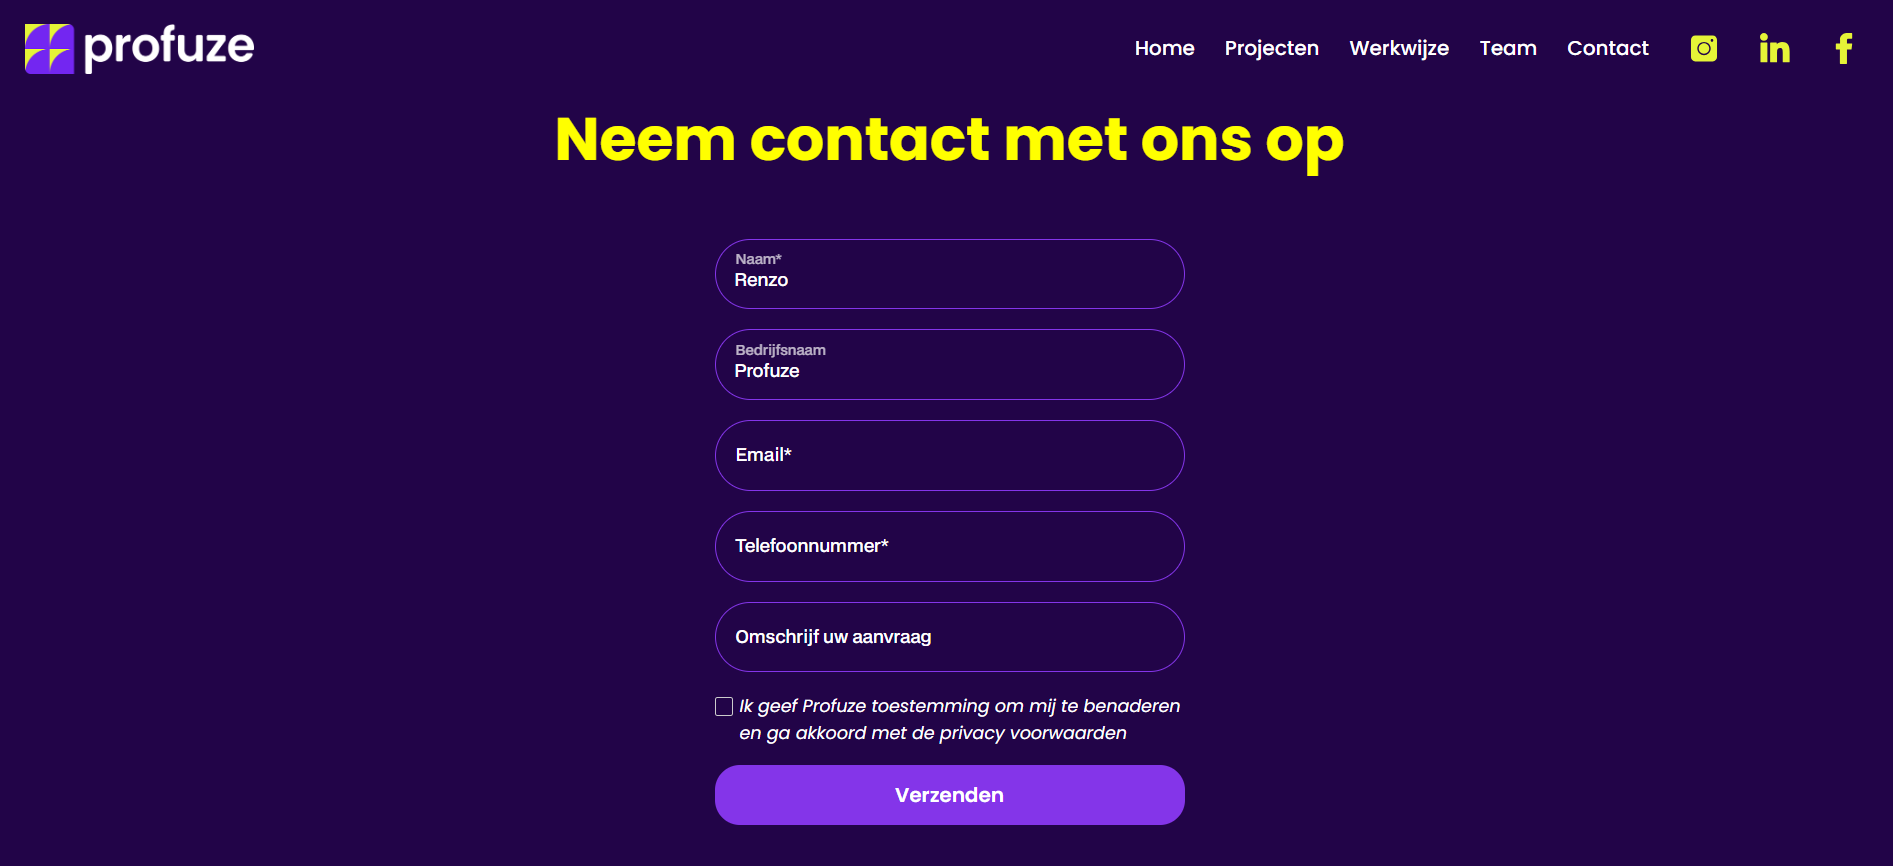 profuze
Home Projecten Werkwijze Team Contact
Neem contact met ons op
Naam*
Renzo
Bedrijfsnaam
Profuze
Email*
Telefoonnummer*
Omschrijf uw aanvraag
Ik geef Profuze toestemming om mij te benaderen
en ga akkoord met de privacy voorwaarden
Verzenden